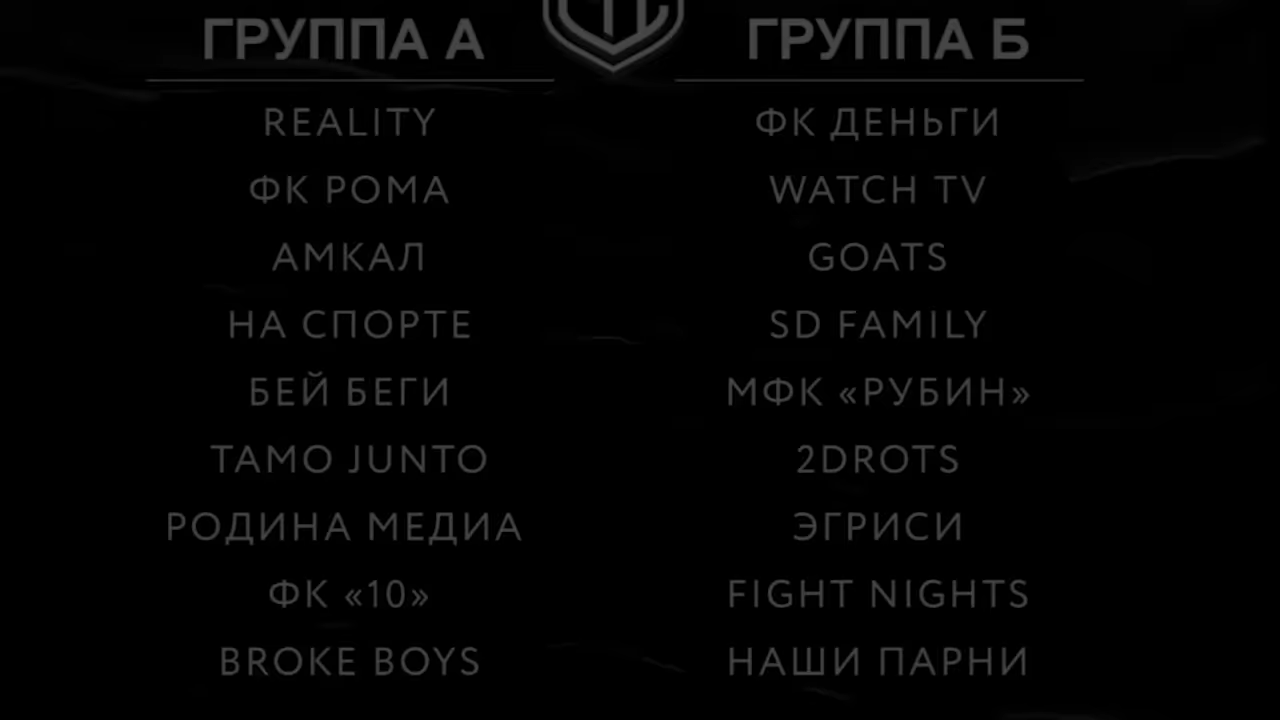 ГРУППА А
REALITY
ФК РОМА
АМКАЛ
НА СПОРТЕ
БЕЙ БЕГИ
TAMO JUNTO
РОДИНА МЕДИА
ФК «10»
BROKE BOYS
ГРУППА Б
ФК ДЕНЬГИ
WATCH TV
GOATS
SD FAMILY
МФК «РУБИН»
2DROTS
ЭГРИСИ
FIGHT NIGHTS
НАШИ ПАРНИ